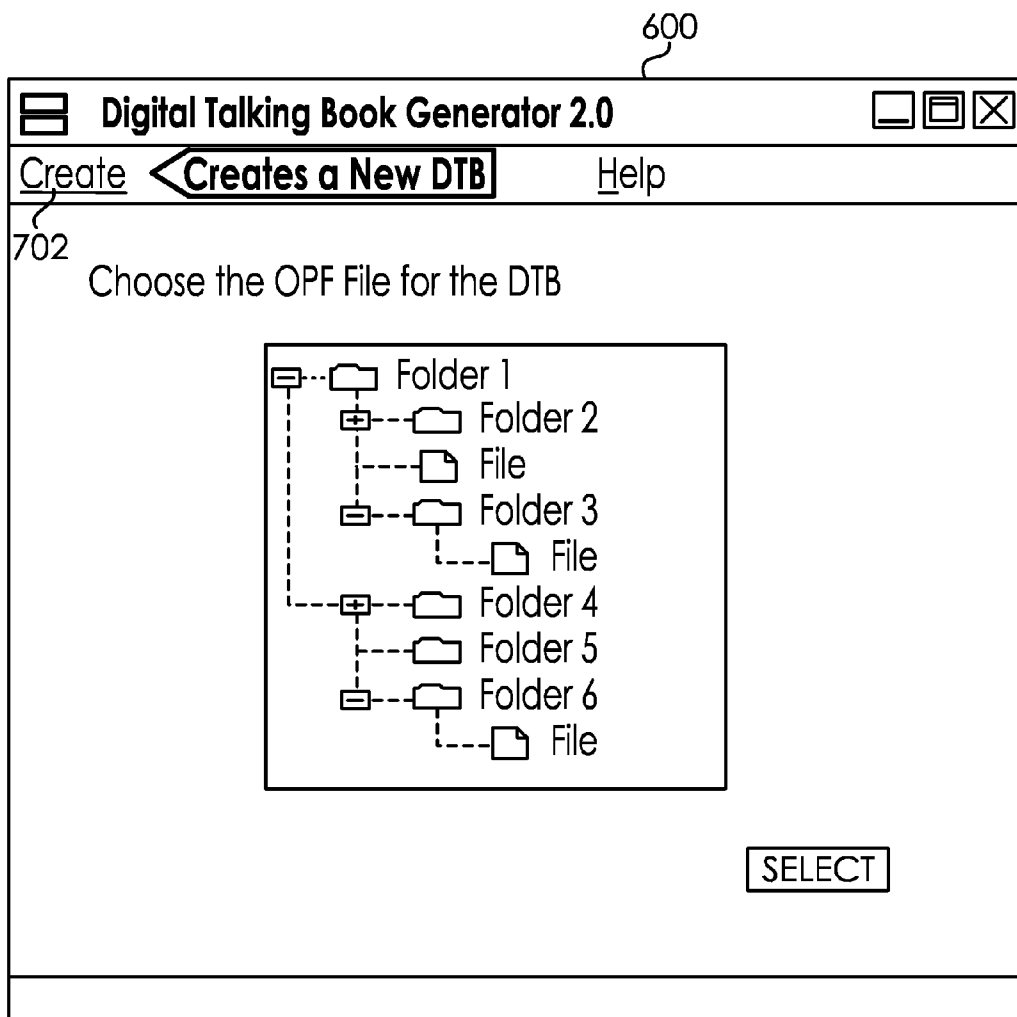 600
Digital Talking Book Generator 2.0
Create Creates a New DTB Help
702
Choose the OPF File for the DTB
Folder 1
Folder 2
File
Folder 3
File
Folder 4
Folder 5
Folder 6
File
SELECT